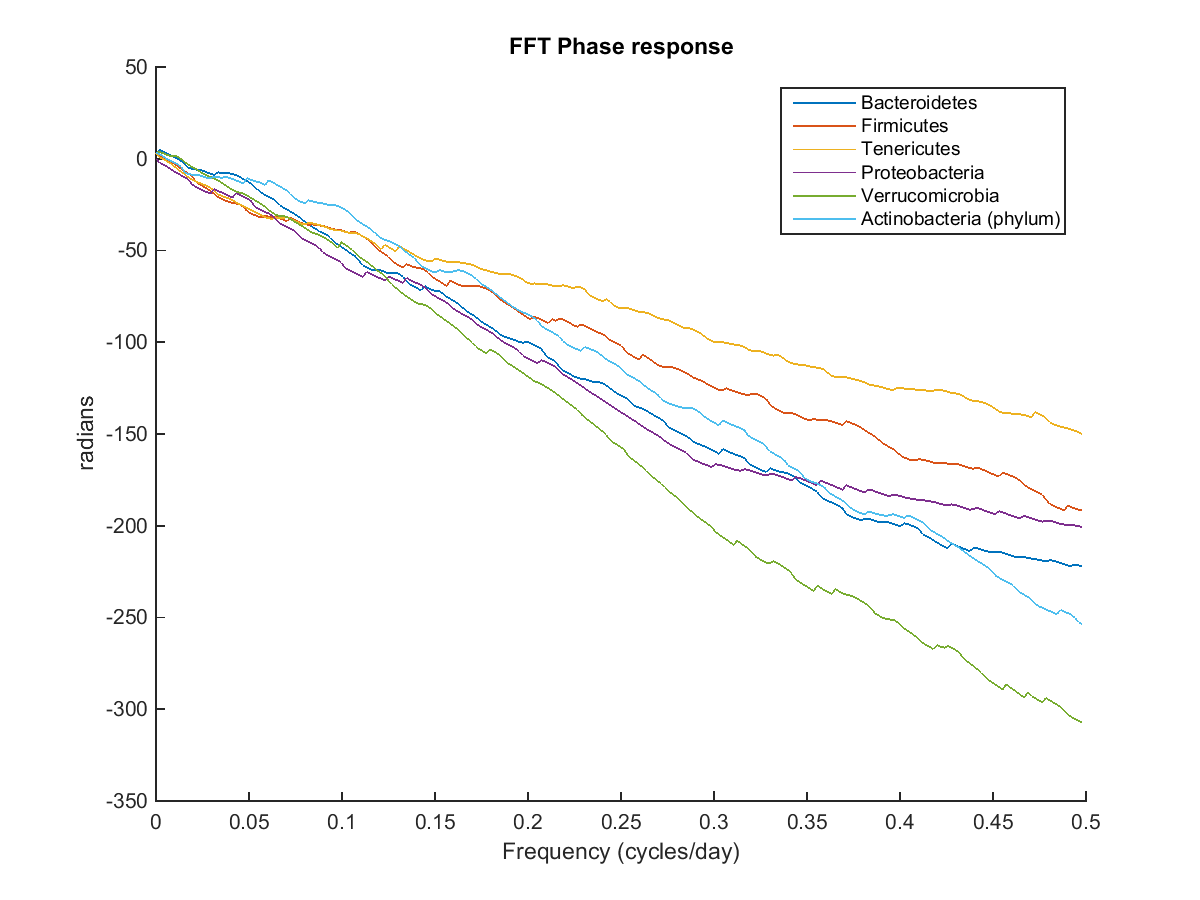 FFT Phase response
50
0
-50
-100
-150
-200
-250
-300
-350
radians
Bacteroidetes
Firmicutes
Tenericutes
Proteobacteria
Verrucomicrobia
Actinobacteria (phylum)
0 0.05 0.1 0.15 0.2 0.25 0.3 0.35 0.4 0.45 0.5
Frequency (cycles/day)